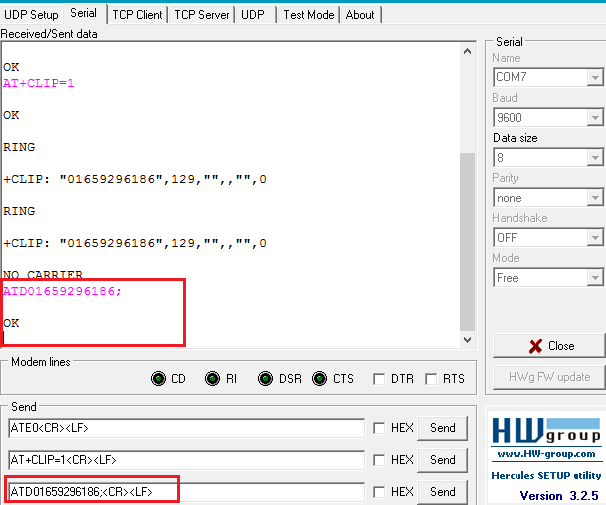 UDP Setup Serial TCP Client TCP Server UDP Test Mode About
Received/Sent data
OK
AT+CLIP=1
OK
RING
+CLIP: "01659296186",129,"",,"",0
RING
+CLIP: "01659296186",129,"",,"",0
NO CARRIER
ATD01659296186;
OK
Serial
Name
COM7
Baud
9600
Data size
8
Parity
none
Handshake
OFF
Mode
Free
Close
HWg FW update
Modem lines
CD RI DSR CTS DTR RTS
Send
ATE0<CR><LF> HEX Send
AT+CLIP=1<CR><LF> HEX Send
ATD01659296186;<CR><LF> HEX Send
HWgroup
www.HW-group.com
Hercules SETUP utility
Version 3.2.5